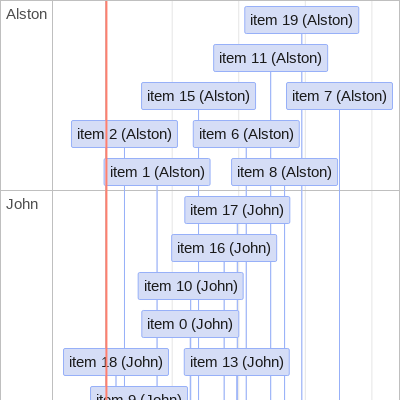 Alston
item 19 (Alston)
item 11 (Alston)
item 15 (Alston)
item 7 (Alston)
item 2 (Alston)
item 6 (Alston)
item 1 (Alston)
item 8 (Alston)
John
item 17 (John)
item 16 (John)
item 10 (John)
item 0 (John)
item 18 (John)
item 13 (John)
item 9 (John)